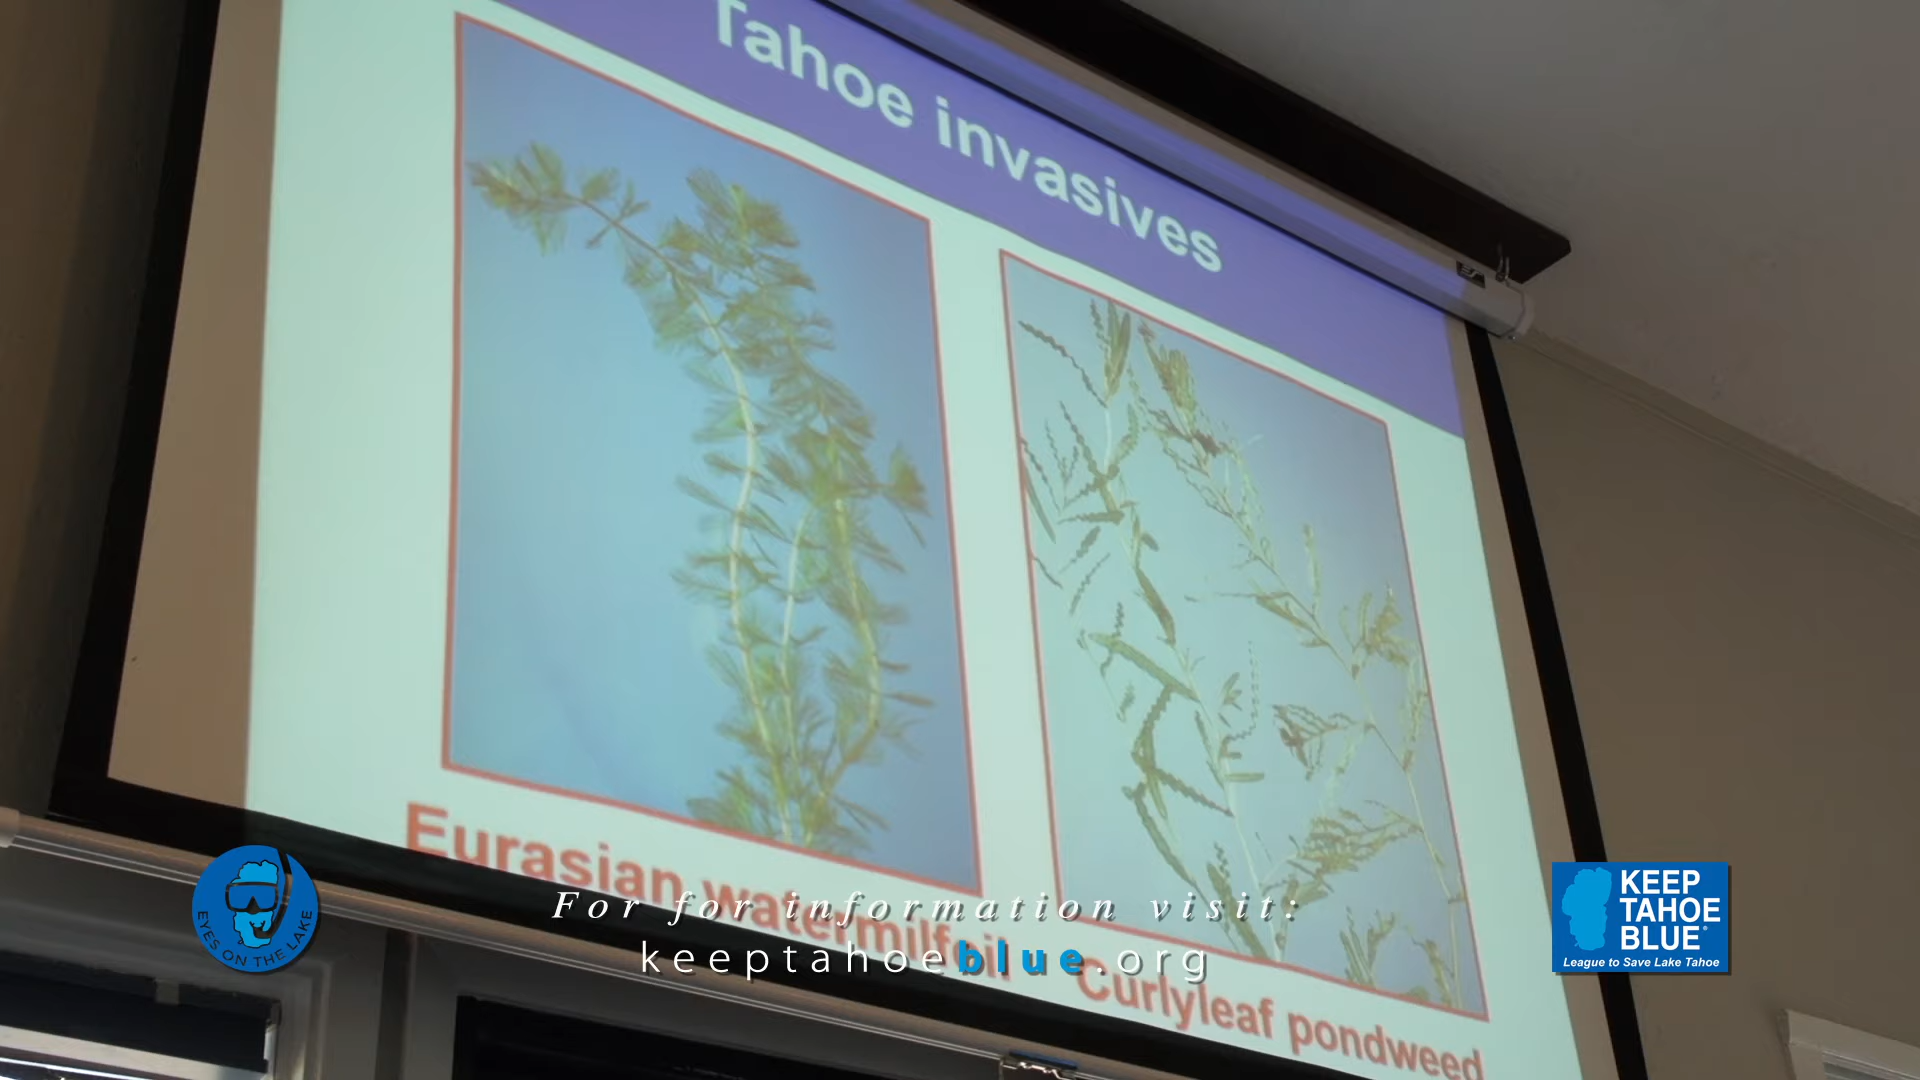 Tahoe invasives
Eurasian watermilfoil
Curlyleaf pondweed
For for information visit:
keeptahoeblue.org
EYES ON THE LAKE
KEEP
TAHOE
BLUE®
League to Save Lake Tahoe